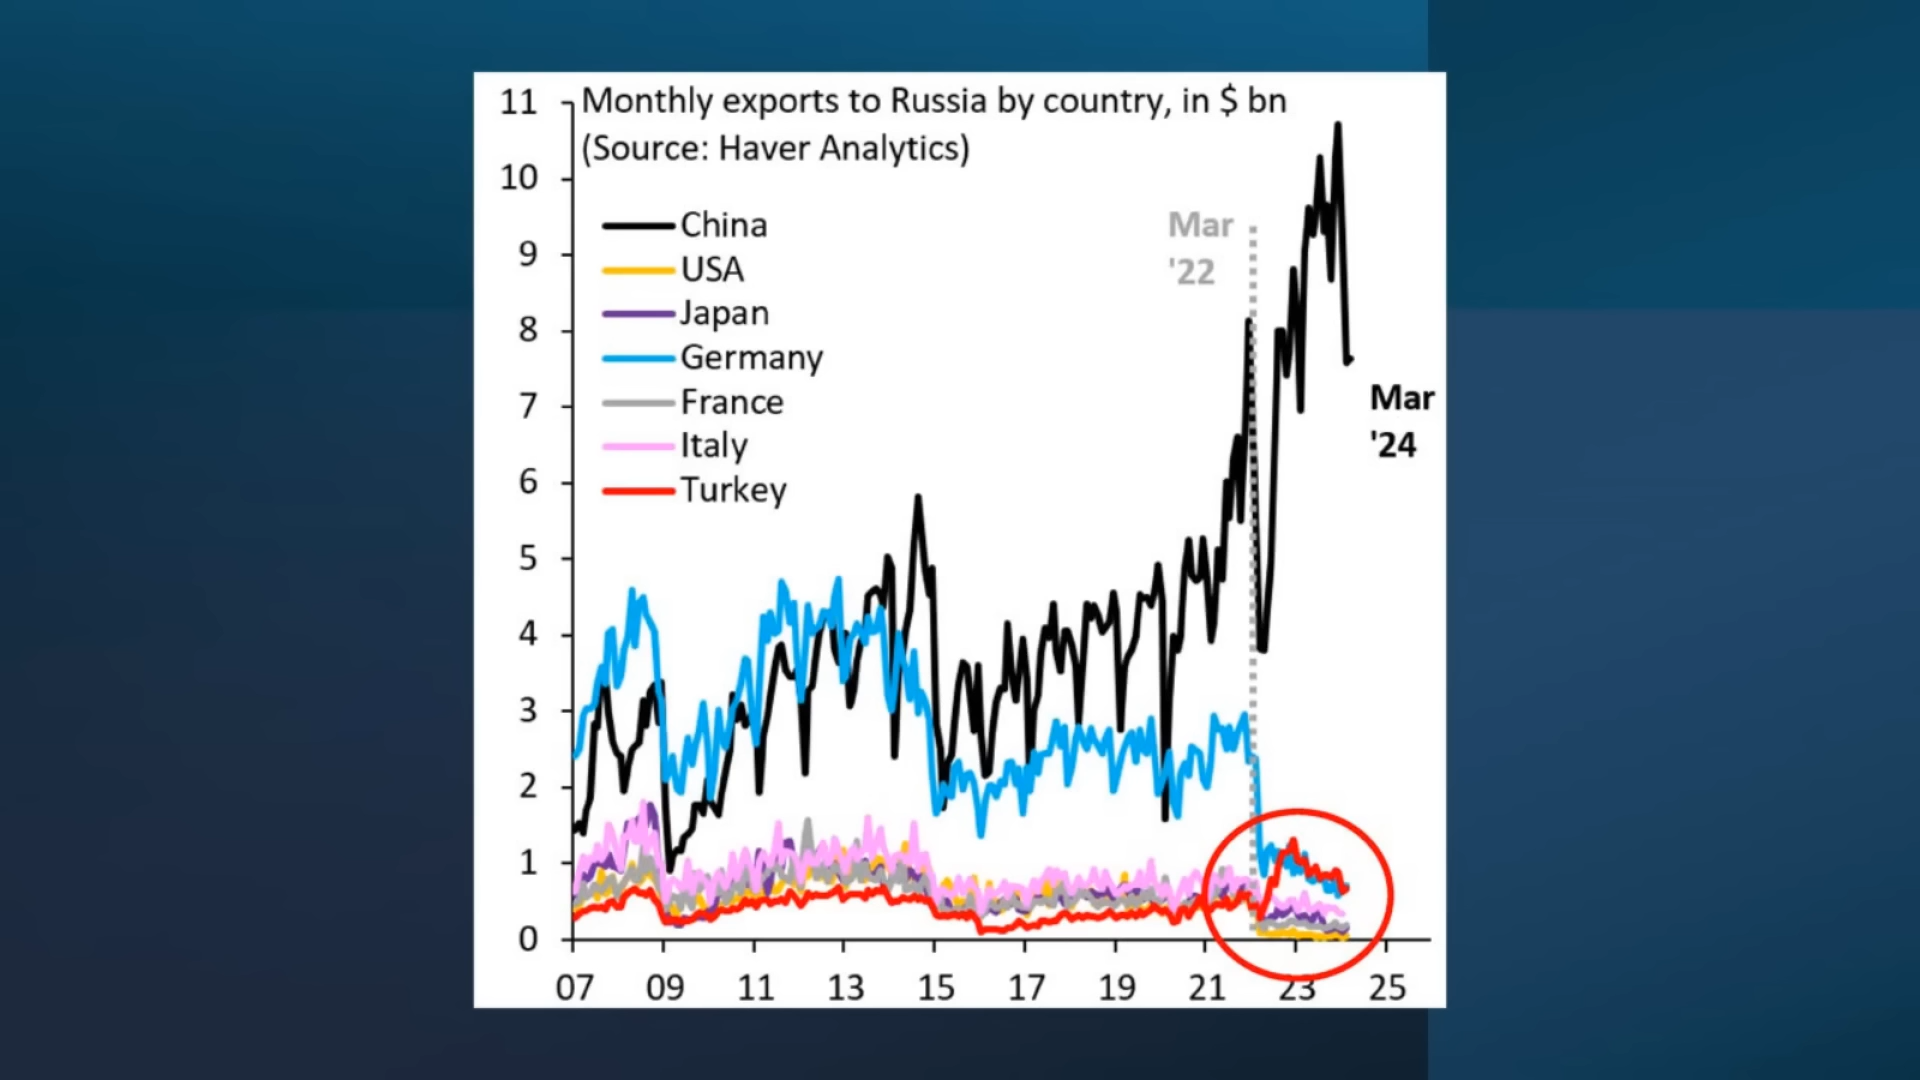 Monthly exports to Russia by country, in $ bn
(Source: Haver Analytics)
11
10
9
8
7
6
5
4
3
2
1
0
China
USA
Japan
Germany
France
Italy
Turkey
Mar
'22
Mar
'24
07 09 11 13 15 17 19 21 23 25